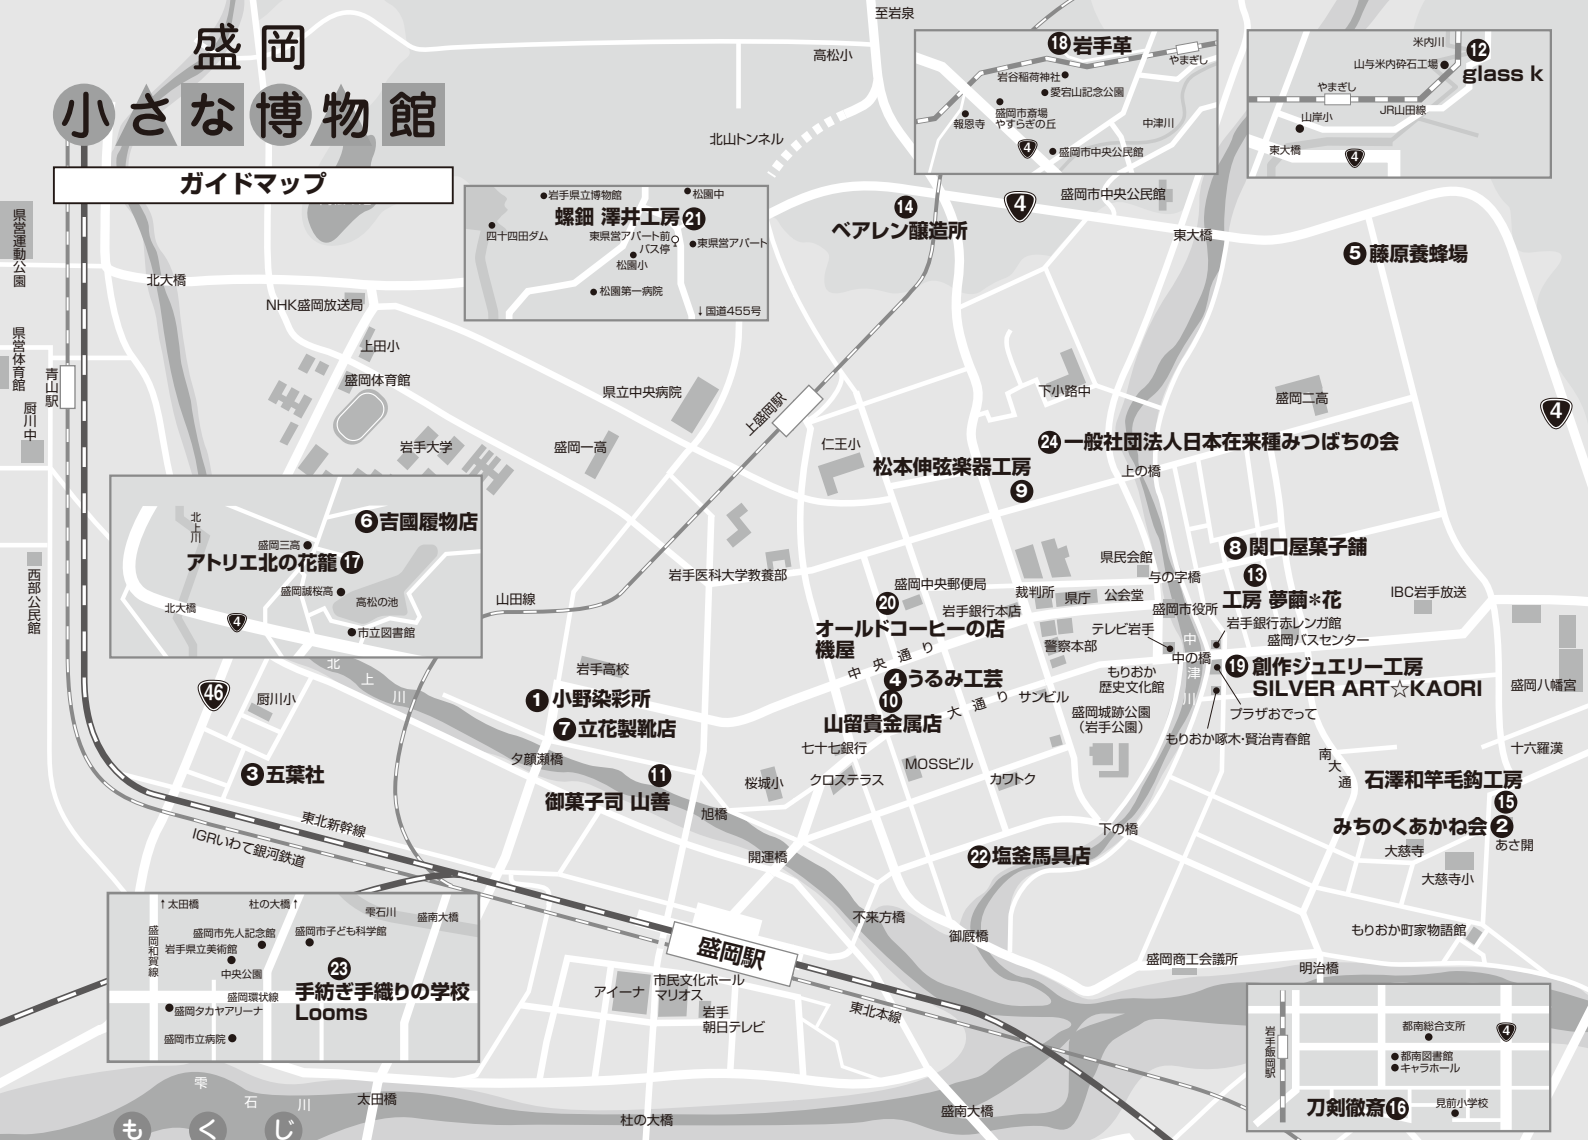 盛岡
小さな博物館
ガイドマップ
至岩泉
高松小
北山トンネル
⑱岩手革
やまぎし
岩谷稲荷神社
愛宕山記念公園
盛岡市斎場
やすらぎの丘
報恩寺
中津川
4
盛岡市中央公民館
米内川
⑫
glass k
山与米内砕石工場
やまぎし
JR山田線
山岸小
東大橋
4
県営運動公園
北大橋
NHK盛岡放送局
岩手県立博物館
松園中
螺鈿 澤井工房㉑
四十四田ダム
東県営アパート前
バス停
東県営アパート
松園小
松園第一病院
↓国道455号
⑭
ベアレン醸造所
4
盛岡市中央公民館
東大橋
⑤藤原養蜂場
県営体育館
青山駅
厨川中
上田小
盛岡体育館
岩手大学
県立中央病院
盛岡一高
上盛岡駅
仁王小
下小路中
盛岡二高
4
㉔一般社団法人日本在来種みつばちの会
松本伸弦楽器工房
⑨
上の橋
西部公民館
北上川
⑥吉國履物店
盛岡三高
アトリエ北の花籠⑰
盛岡誠桜高
高松の池
北大橋
4
市立図書館
山田線
岩手医科大学教養部
盛岡中央郵便局
⑳
オールドコーヒーの店
機屋
岩手銀行本店
裁判所
県庁
公会堂
県民会館
与の字橋
⑧関口屋菓子舗
⑬
工房 夢繭＊花
IBC岩手放送
盛岡市役所
岩手銀行赤レンガ館
盛岡バスセンター
テレビ岩手
警察本部
中の橋
中津川
⑲創作ジュエリー工房
SILVER ART☆KAORI
もりおか
歴史文化館
プラザおでって
もりおか啄木・賢治青春館
盛岡八幡宮
十六羅漢
中央通り
④うるみ工芸
⑩
山留貴金属店
大通り
サンビル
盛岡城跡公園
（岩手公園）
七十七銀行
MOSSビル
クロステラス
カワトク
桜城小
北上川
岩手高校
①小野染彩所
⑦立花製靴店
夕顔瀬橋
⑪
御菓子司 山善
旭橋
開運橋
46
厨川小
③五葉社
東北新幹線
IGRいわて銀河鉄道
南大通
石澤和竿毛鈎工房
⑮
みちのくあかね会②
あさ開
大慈寺
大慈寺小
下の橋
㉒塩釜馬具店
不来方橋
御厩橋
もりおか町家物語館
盛岡商工会議所
明治橋
↑太田橋
杜の大橋↑
雫石川
盛南大橋
盛岡和賀線
盛岡市先人記念館
盛岡市子ども科学館
岩手県立美術館
中央公園
㉓
手紡ぎ手織りの学校
Looms
盛岡環状線
盛岡タカヤアリーナ
盛岡市立病院
盛岡駅
アイーナ
市民文化ホール
マリオス
岩手
朝日テレビ
東北本線
岩手飯岡駅
都南総合支所
4
都南図書館
キャラホール
刀剣徹斎⑯
見前小学校
雫石川
太田橋
杜の大橋
盛南大橋
もくじ